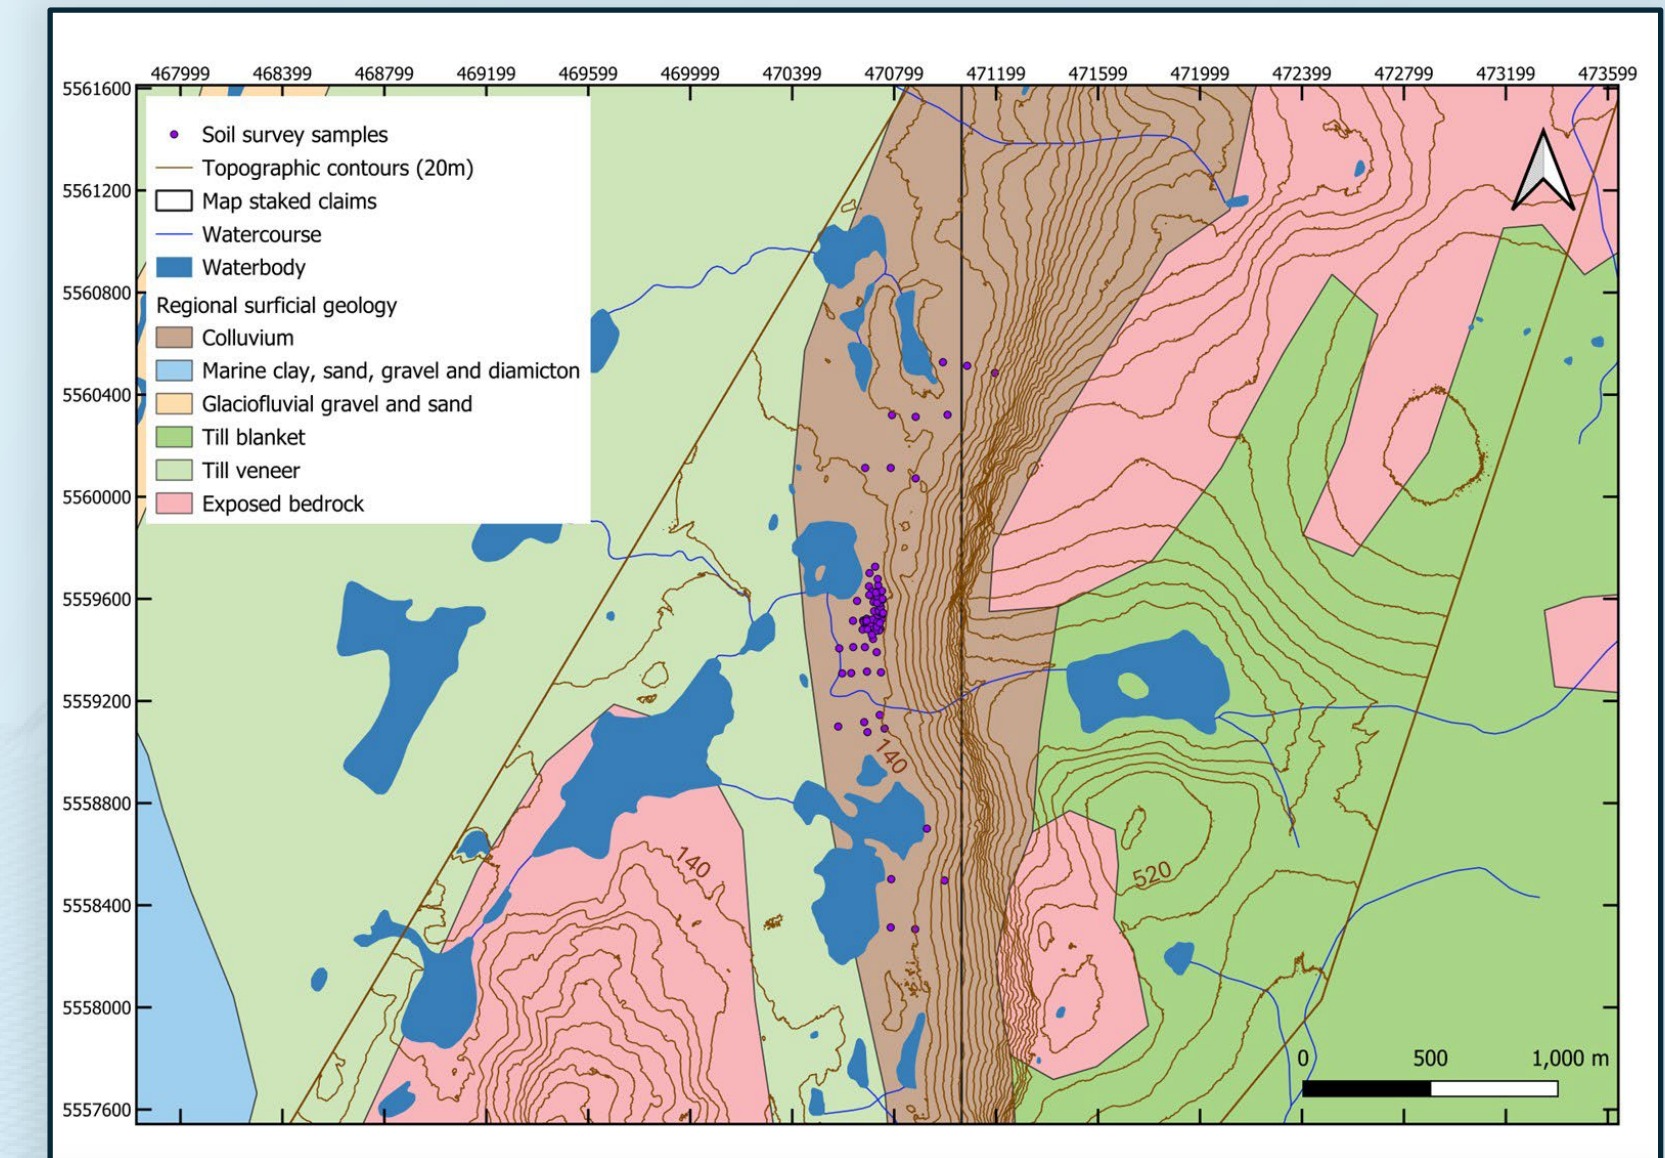 467999 468399 468799 469199 469599 469999 470399 470799 471199 471599 471999 472399 472799 473199 473599
5561600
5561200
5560800
5560400
5560000
5559600
5559200
5558800
5558400
5558000
5557600
Soil survey samples
Topographic contours (20m)
Map staked claims
Watercourse
Waterbody
Regional surficial geology
Colluvium
Marine clay, sand, gravel and diamicton
Glaciofluvial gravel and sand
Till blanket
Till veneer
Exposed bedrock
140
140
520
0 500 1,000 m